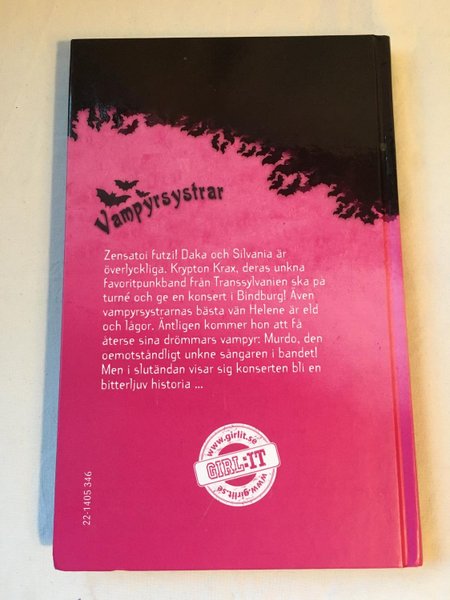 Vampyrsystrar
Zensatoi futzi! Daka och Silvania är
överlyckliga. Krypton Krax, deras unkna
favoritpunkband från Transsylvanien ska på
turné och ge en konsert i Bindburg! Även
vampyrsystrarnas bästa vän Helene är eld
och lågor. Äntligen kommer hon att få
återse sina drömmars vampyr: Murdo, den
oemotståndligt unkne sångaren i bandet!
Men i slutändan visar sig konserten bli en
bitterljuv historia ...
www.girlit.se
GIRL:IT
www.girlit.se
22-1405 346